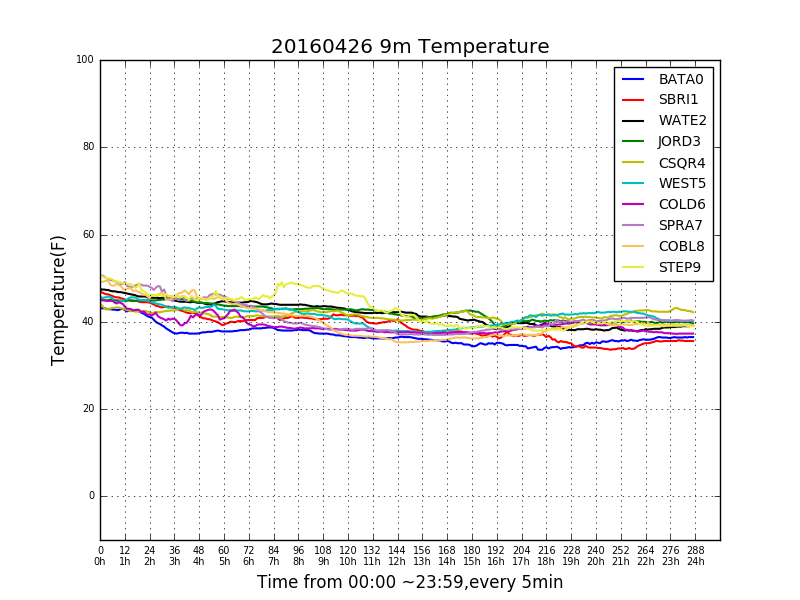 20160426 9m Temperature
100
80
60
40
20
0
Temperature(F)
BATA0
SBRI1
WATE2
JORD3
CSQR4
WEST5
COLD6
SPRA7
COBL8
STEP9
0 12 24 36 48 60 72 84 96 108 120 132 144 156 168 180 192 204 216 228 240 252 264 276 288
0h 1h 2h 3h 4h 5h 6h 7h 8h 9h 10h 11h 12h 13h 14h 15h 16h 17h 18h 19h 20h 21h 22h 23h 24h
Time from 00:00 ~23:59,every 5min